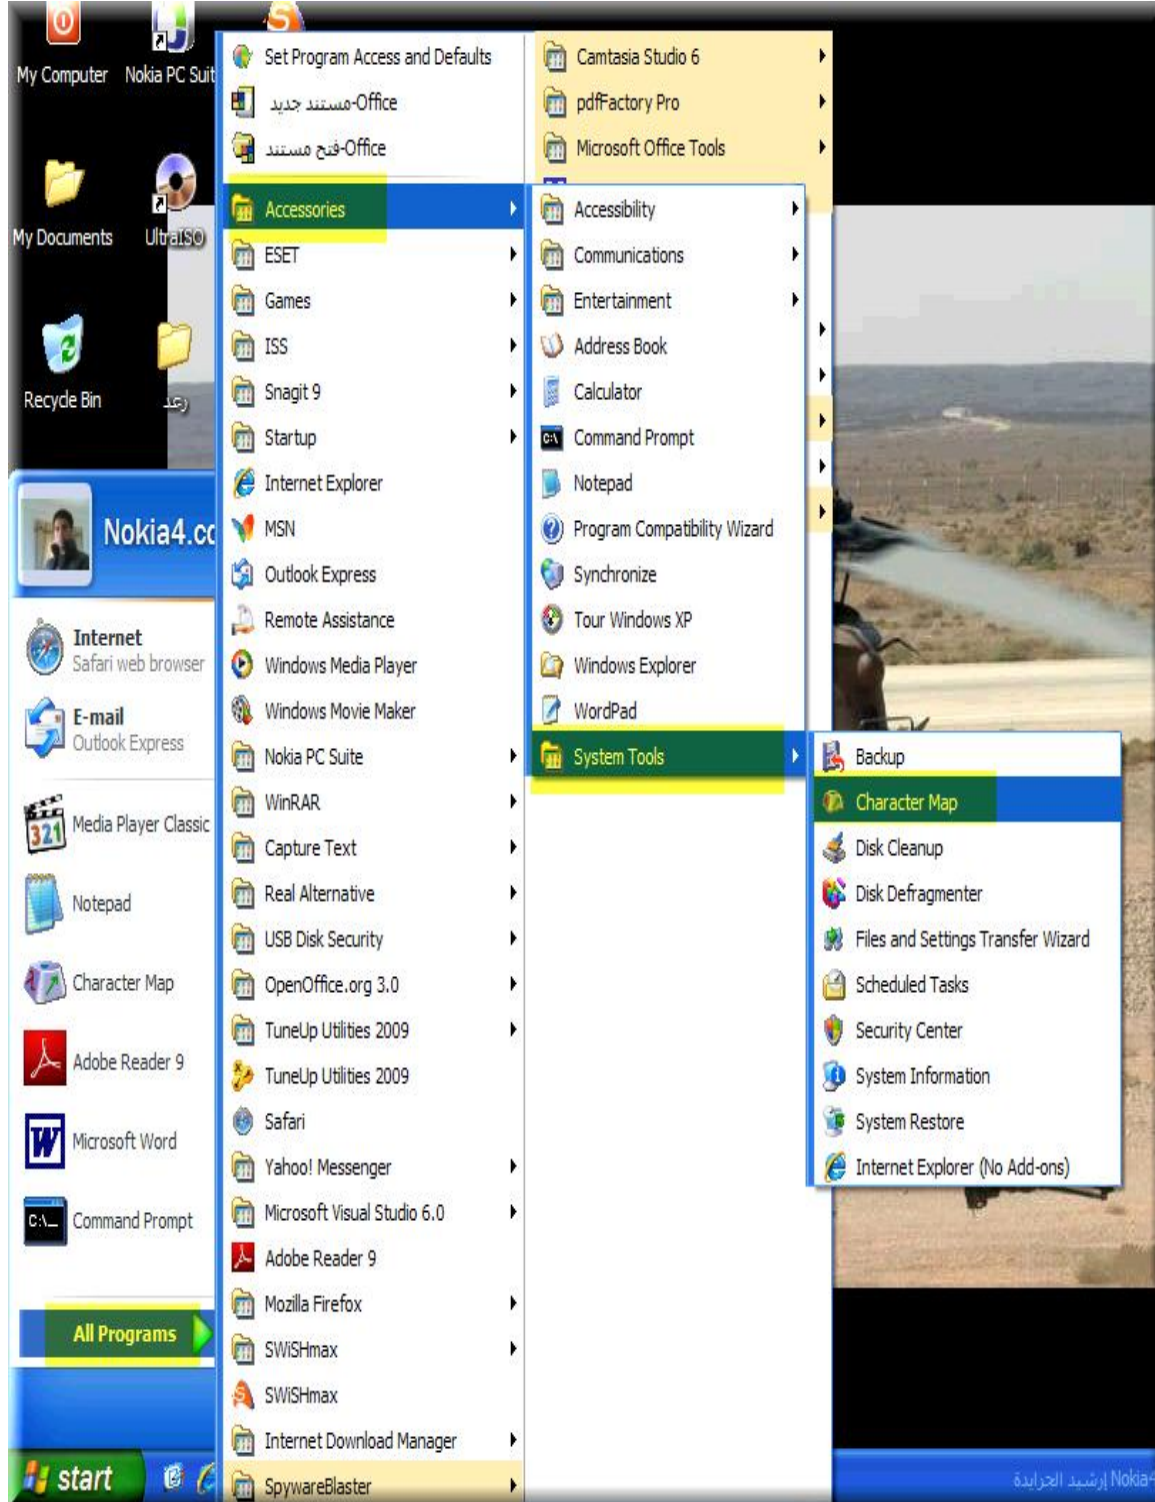 My Computer
Nokia PC Suit
My Documents
UltraISO
Recycle Bin
رعد
Nokia4.co
Internet
Safari web browser
E-mail
Outlook Express
Media Player Classic
Notepad
Character Map
Adobe Reader 9
Microsoft Word
Command Prompt
All Programs
start
Set Program Access and Defaults
مستند جديد-Office
فتح مستند-Office
Accessories
ESET
Games
ISS
Snagit 9
Startup
Internet Explorer
MSN
Outlook Express
Remote Assistance
Windows Media Player
Windows Movie Maker
Nokia PC Suite
WinRAR
Capture Text
Real Alternative
USB Disk Security
OpenOffice.org 3.0
TuneUp Utilities 2009
TuneUp Utilities 2009
Safari
Yahoo! Messenger
Microsoft Visual Studio 6.0
Adobe Reader 9
Mozilla Firefox
SWiSHmax
SWiSHmax
Internet Download Manager
SpywareBlaster
Camtasia Studio 6
pdfFactory Pro
Microsoft Office Tools
Accessibility
Communications
Entertainment
Address Book
Calculator
Command Prompt
Notepad
Program Compatibility Wizard
Synchronize
Tour Windows XP
Windows Explorer
WordPad
System Tools
Backup
Character Map
Disk Cleanup
Disk Defragmenter
Files and Settings Transfer Wizard
Scheduled Tasks
Security Center
System Information
System Restore
Internet Explorer (No Add-ons)
إرشيد الجرايدة Nokia4